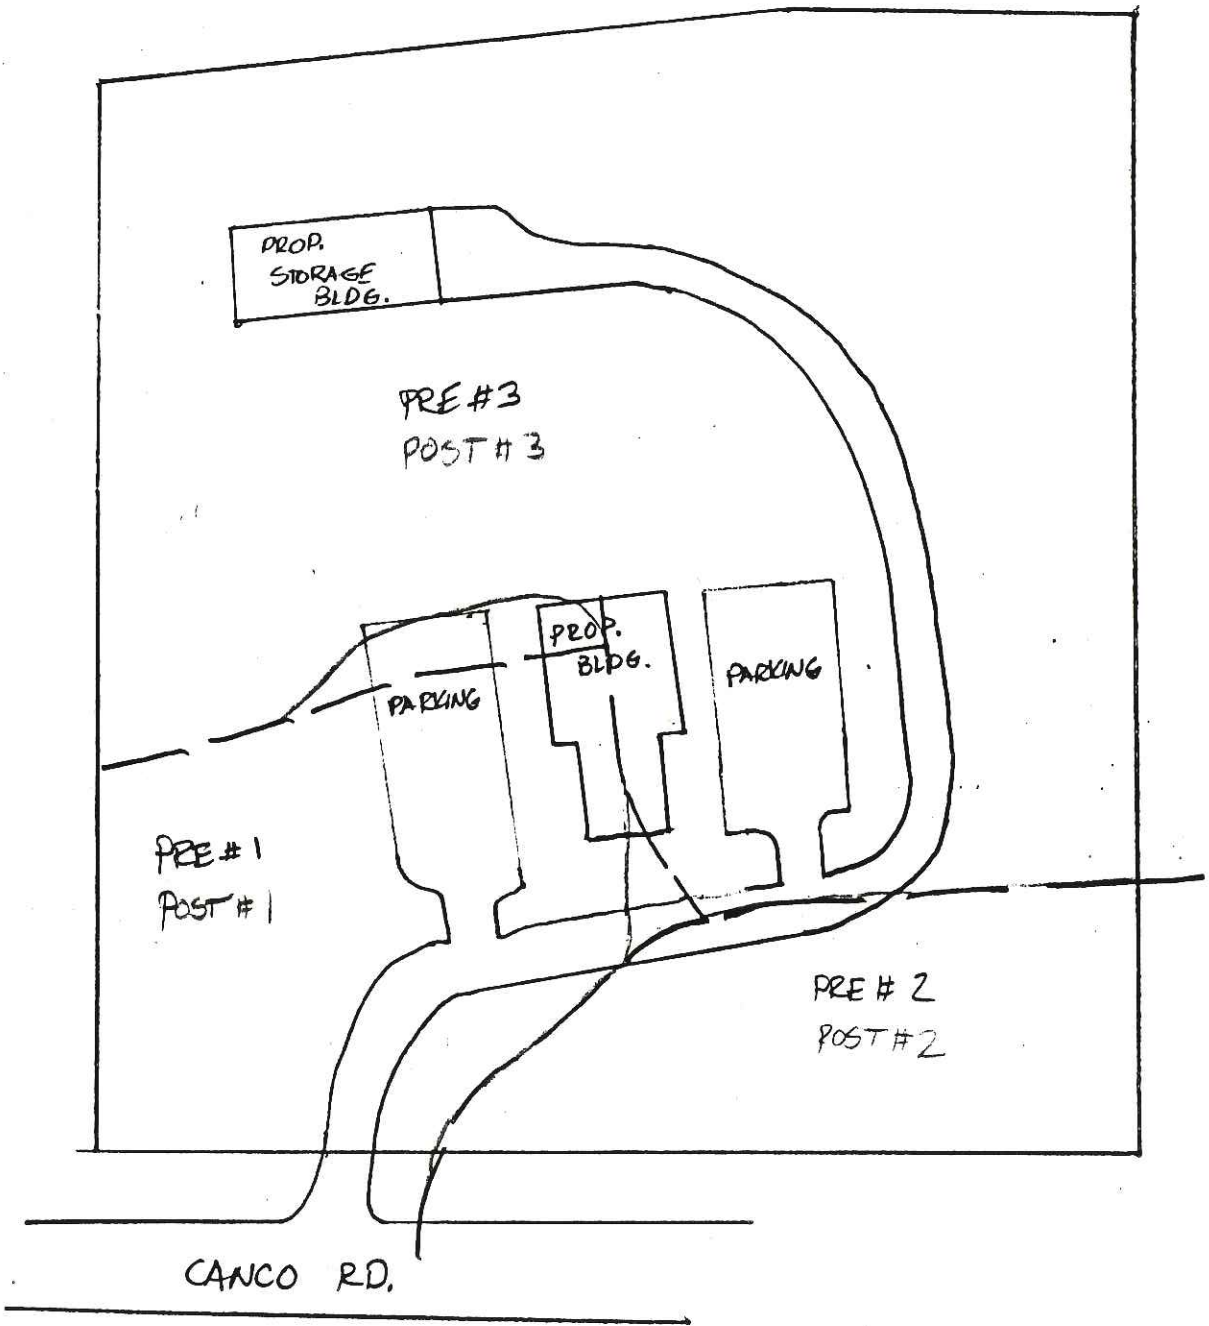 PROP.
STORAGE
BLDG.
PRE #3
POST #3
PROP.
BLDG.
PARKING
PARKING
PRE #1
POST #1
PRE # 2
POST #2
CANCO RD.